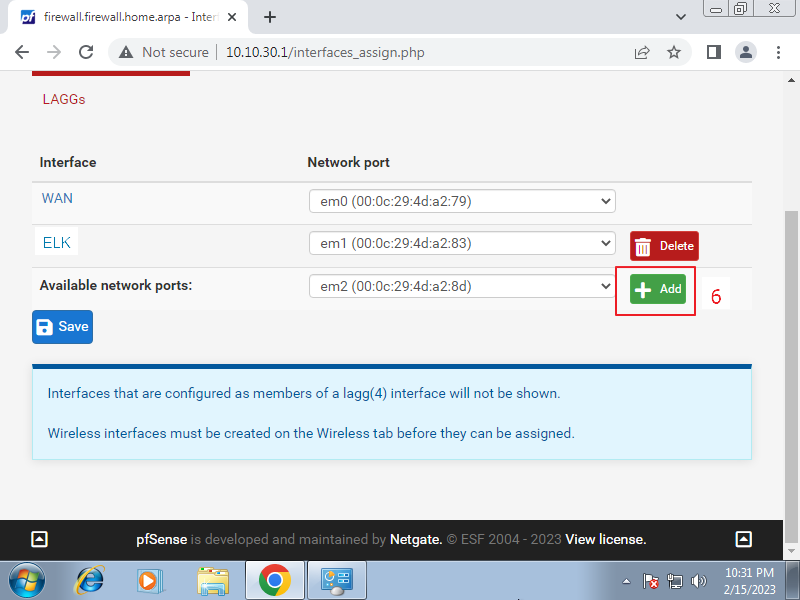 firewall.firewall.home.arpa - Inter
Not secure 10.10.30.1/interfaces_assign.php
LAGGs
Interface Network port
WAN em0 (00:0c:29:4d:a2:79)
ELK em1 (00:0c:29:4d:a2:83) Delete
Available network ports: em2 (00:0c:29:4d:a2:8d) Add 6
Save
Interfaces that are configured as members of a lagg(4) interface will not be shown.
Wireless interfaces must be created on the Wireless tab before they can be assigned.
pfSense is developed and maintained by Netgate. © ESF 2004 - 2023 View license.
10:31 PM
2/15/2023